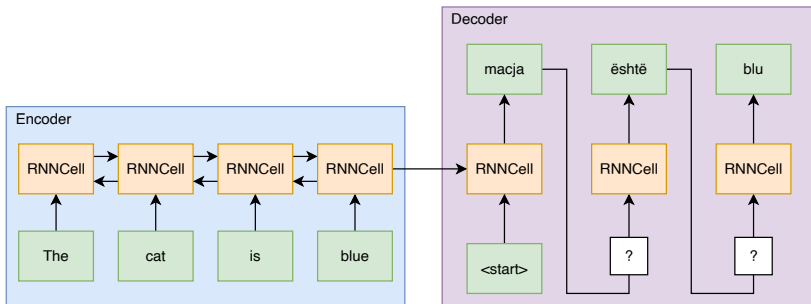 Encoder
RNNCell RNNCell RNNCell RNNCell
The cat is blue
Decoder
macja është blu
RNNCell RNNCell RNNCell
<start> ? ?